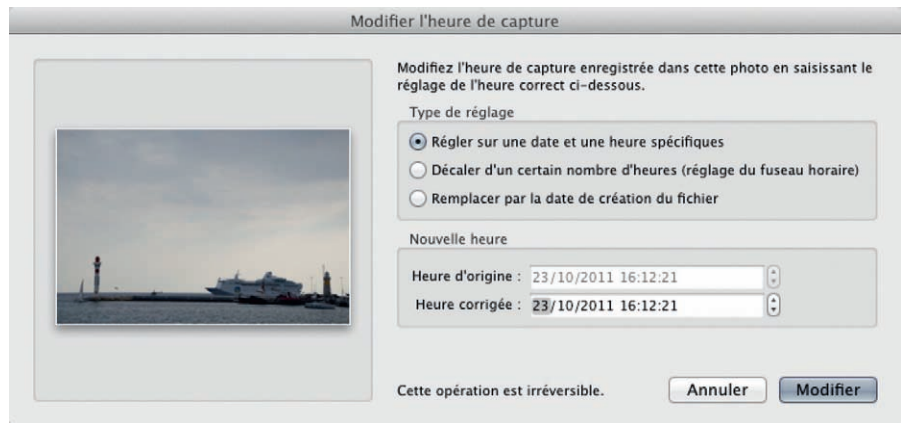 Modifier l'heure de capture
Modifiez l'heure de capture enregistrée dans cette photo en saisissant le
réglage de l'heure correct ci-dessous.
Type de réglage
Régler sur une date et une heure spécifiques
Décaler d'un certain nombre d'heures (réglage du fuseau horaire)
Remplacer par la date de création du fichier
Nouvelle heure
Heure d'origine : 23/10/2011 16:12:21
Heure corrigée : 23/10/2011 16:12:21
Cette opération est irréversible. Annuler Modifier